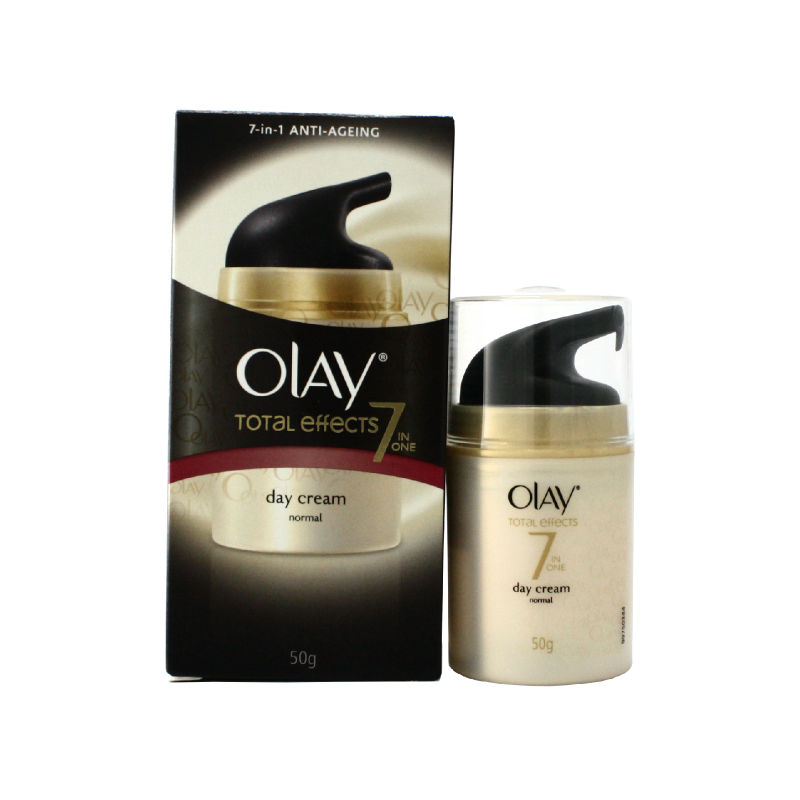 7-in-1 ANTI-AGEING
OLAY®
TOTAL effects 7 IN ONE
day cream
normal
50g
OLAY®
TOTAL effects
7 IN ONE
day cream
normal
50g